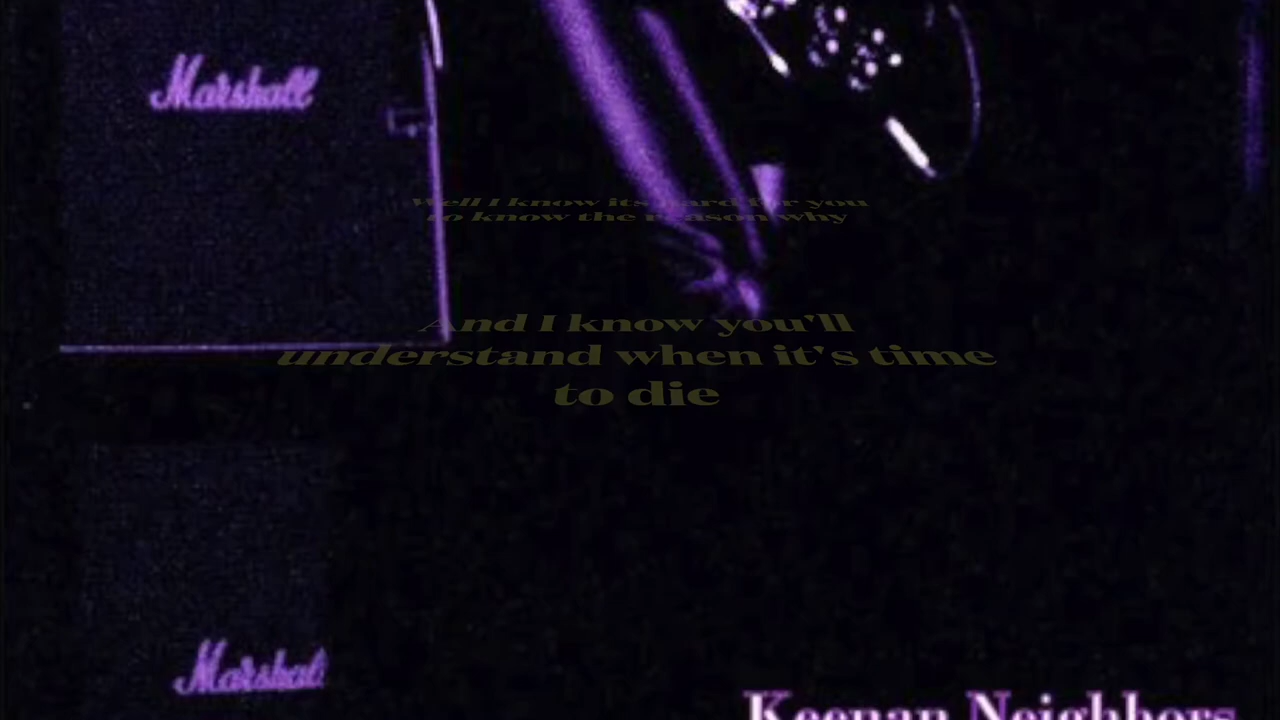 Marshall
Well I know its hard for you
to know the reason why
And I know you'll
understand when it's time
to die
Marshall
Keenan Neighbors